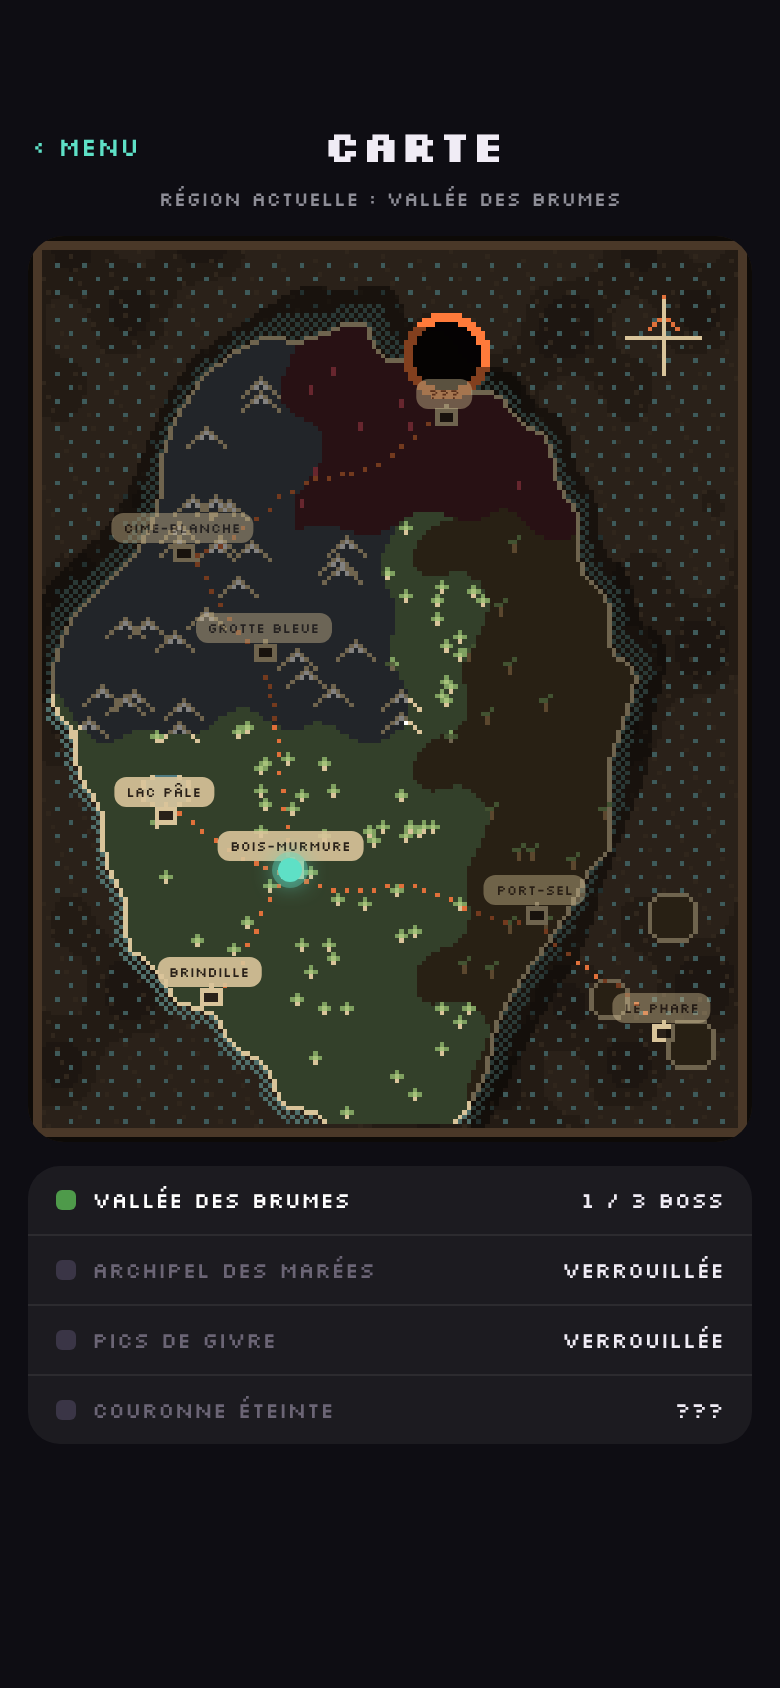 ‹ MENU
CARTE
RÉGION ACTUELLE : VALLÉE DES BRUMES
???
CIME-BLANCHE
GROTTE BLEUE
LAC PÂLE
BOIS-MURMURE
PORT-SEL
BRINDILLE
LE PHARE
VALLÉE DES BRUMES 1 / 3 BOSS
ARCHIPEL DES MARÉES VERROUILLÉE
PICS DE GIVRE VERROUILLÉE
COURONNE ÉTEINTE ???